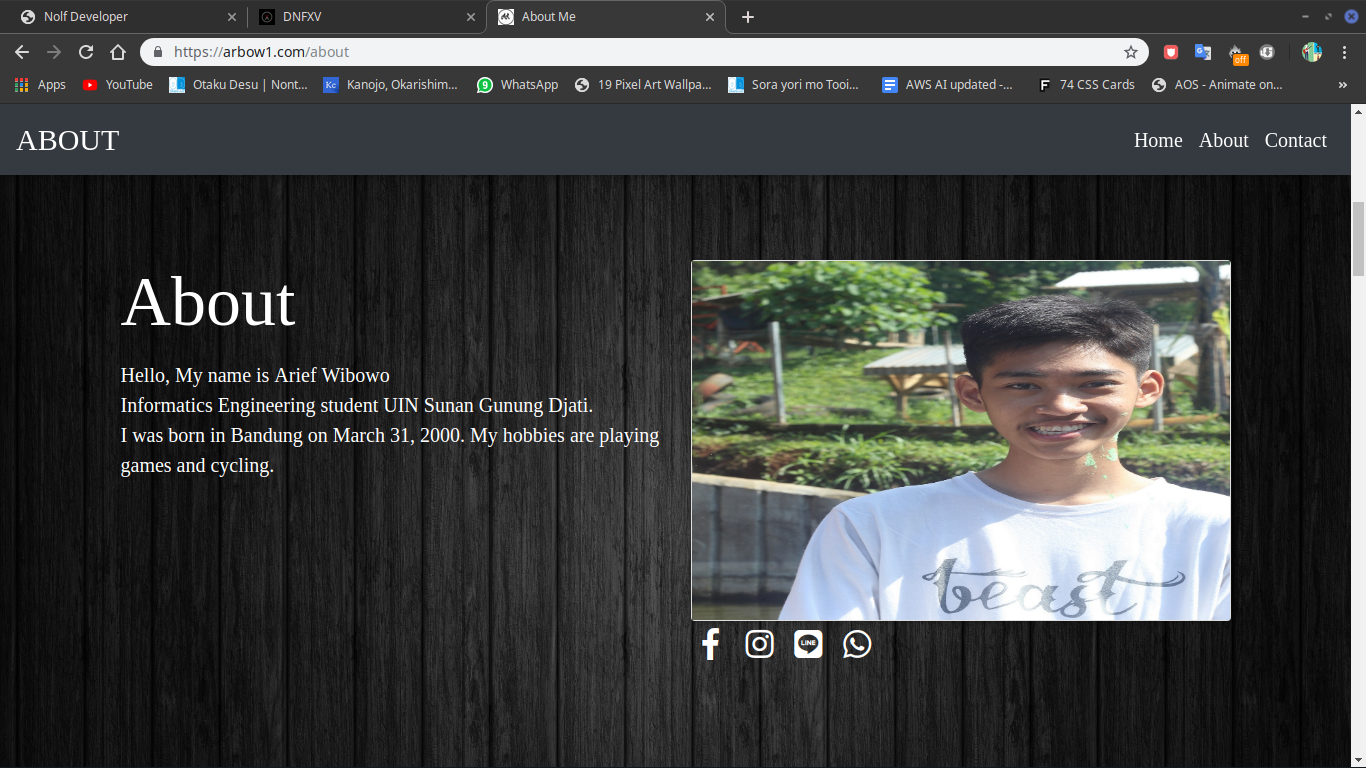 Nolf Developer
DNFXV
About Me
https://arbow1.com/about
off
Apps
YouTube
Otaku Desu | Nont...
Kc
Kanojo, Okarishim...
9
WhatsApp
19 Pixel Art Wallpa...
Sora yori mo Tooi...
AWS AI updated -...
F
74 CSS Cards
AOS - Animate on...
»
ABOUT
Home About Contact
About
Hello, My name is Arief Wibowo
Informatics Engineering student UIN Sunan Gunung Djati.
I was born in Bandung on March 31, 2000. My hobbies are playing
games and cycling.
beast
LINE